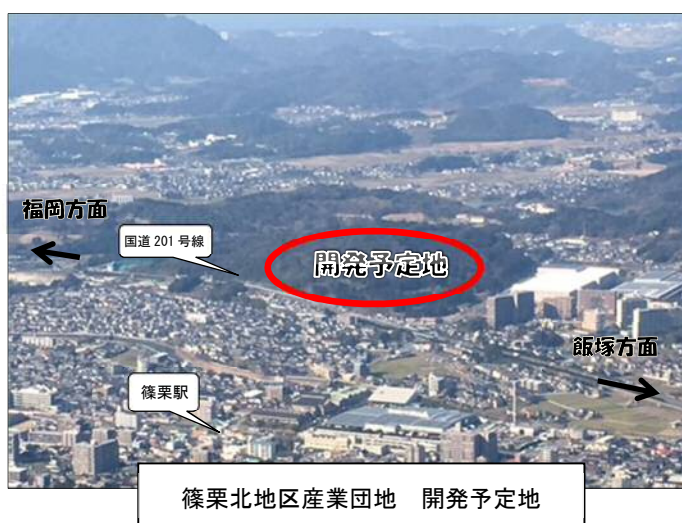 福岡方面
国道 201 号線
開発予定地
飯塚方面
篠栗駅
篠栗北地区産業団地　開発予定地